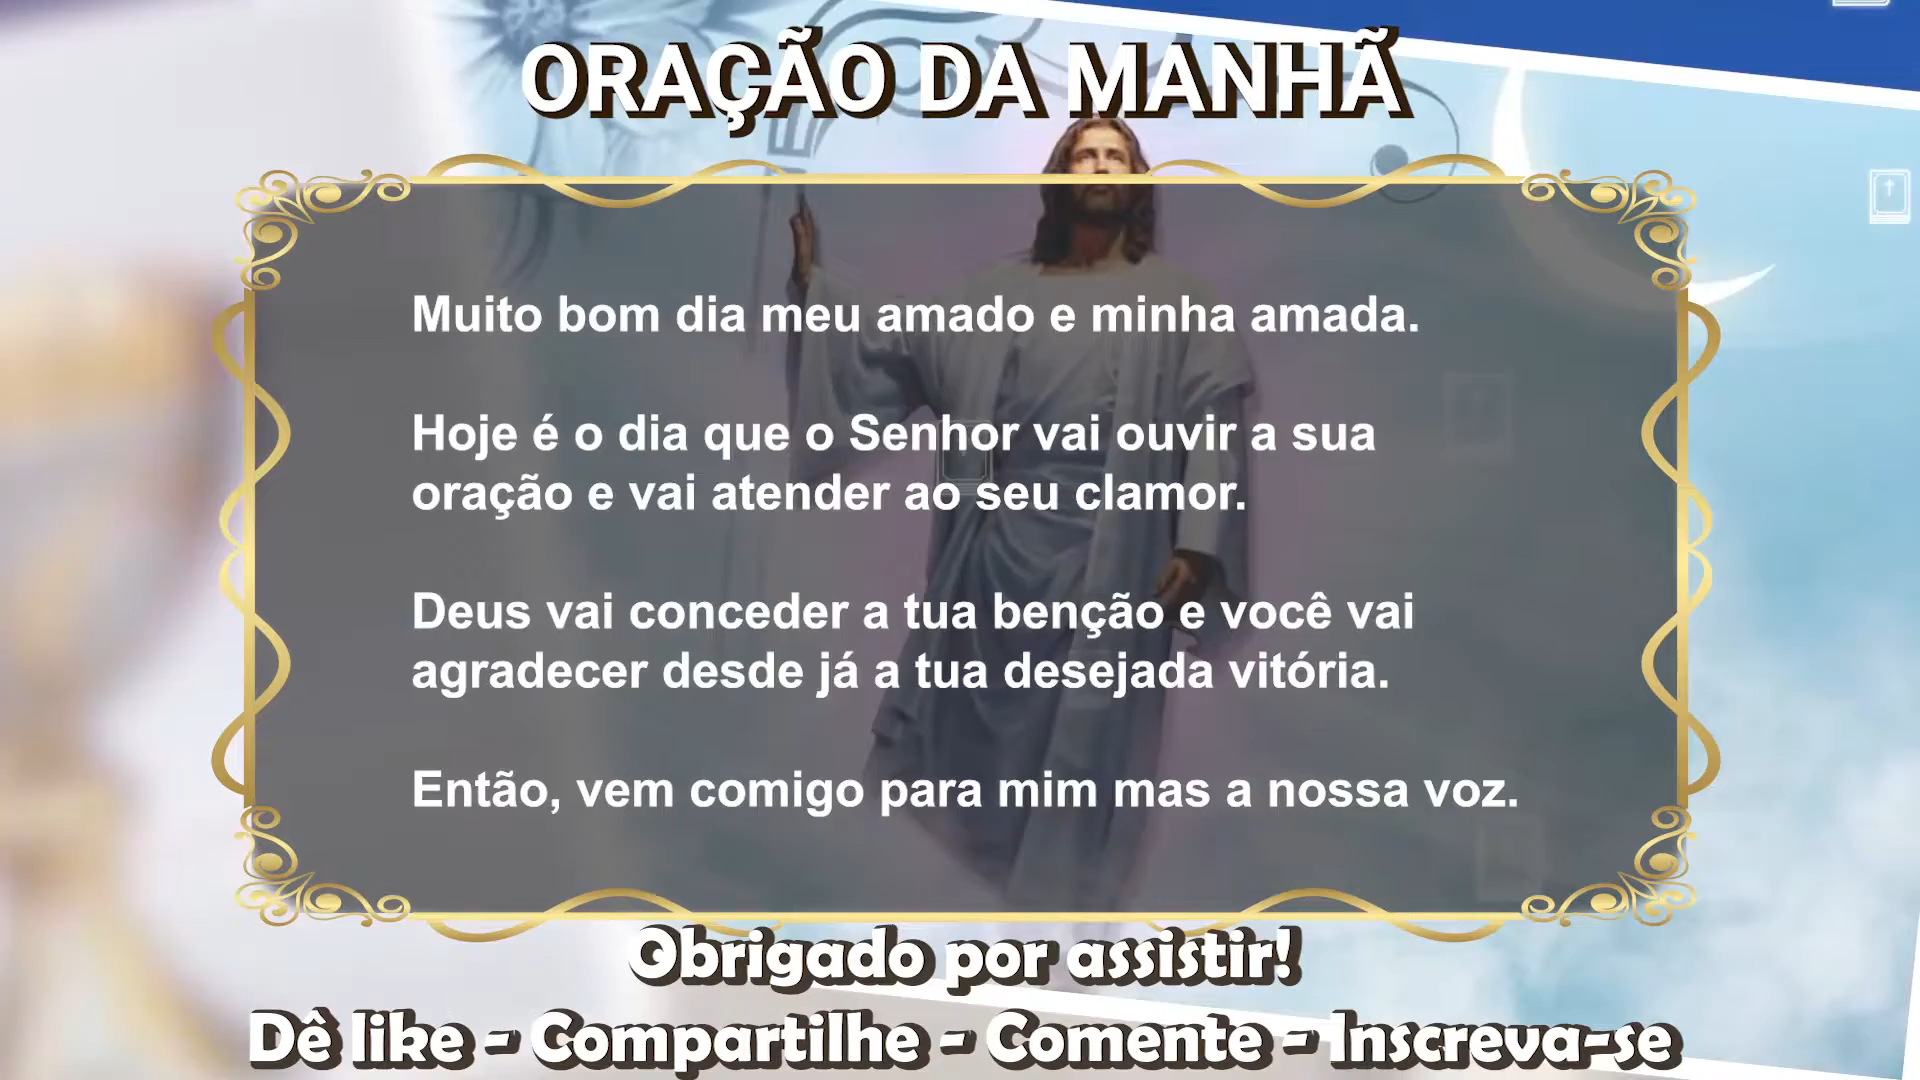 ORAÇÃO DA MANHÃ
Muito bom dia meu amado e minha amada.
Hoje é o dia que o Senhor vai ouvir a sua
oração e vai atender ao seu clamor.
Deus vai conceder a tua benção e você vai
agradecer desde já a tua desejada vitória.
Então, vem comigo para mim mas a nossa voz.
Obrigado por assistir!
Dê like - Compartilhe - Comente - Inscreva-se